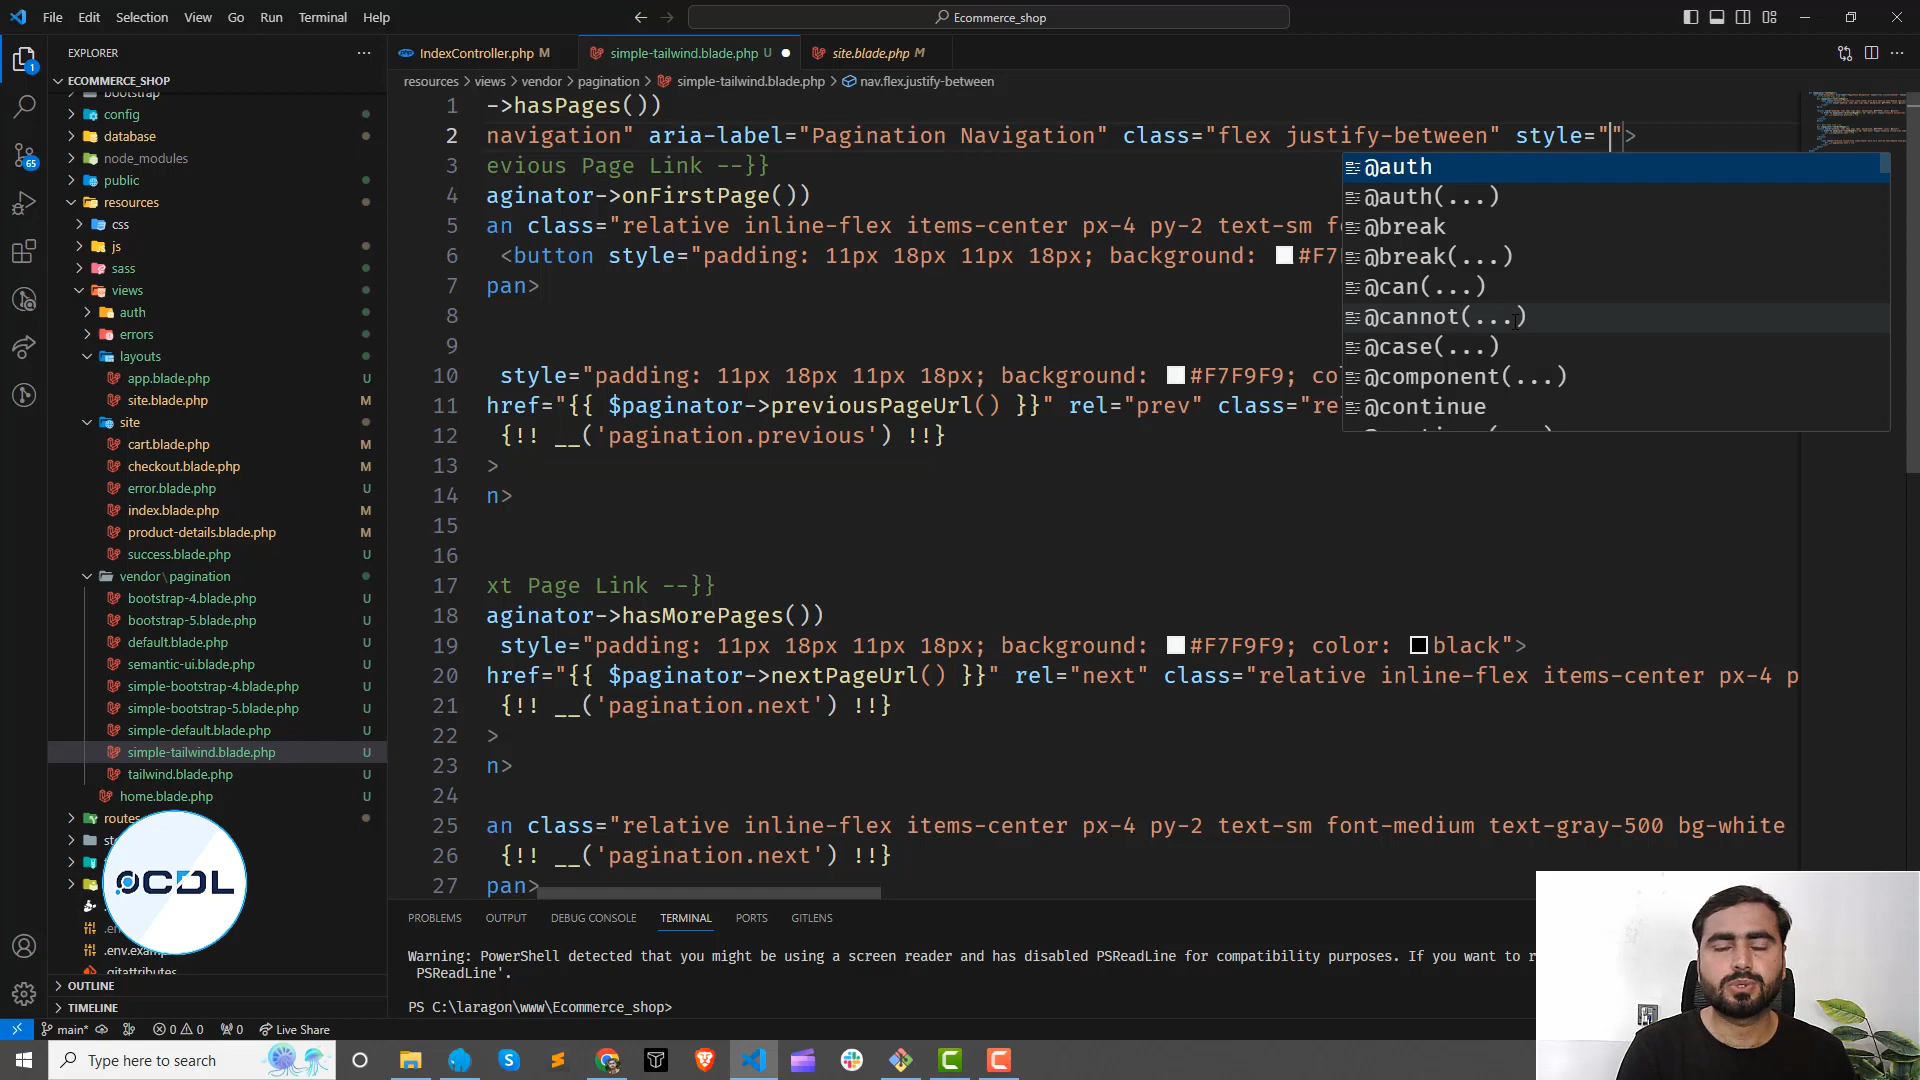 File Edit Selection View Go Run Terminal Help
Ecommerce_shop
EXPLORER
IndexController.php M
simple-tailwind.blade.php U
site.blade.php M
ECOMMERCE_SHOP
resources > views > vendor > pagination > simple-tailwind.blade.php > nav.flex.justify-between
bootstrap
config
database
node_modules
public
resources
css
js
sass
views
auth
errors
layouts
app.blade.php U
site.blade.php M
site
cart.blade.php M
checkout.blade.php M
error.blade.php U
index.blade.php M
product-details.blade.php M
success.blade.php U
vendor\pagination
bootstrap-4.blade.php U
bootstrap-5.blade.php U
default.blade.php U
semantic-ui.blade.php U
simple-bootstrap-4.blade.php U
simple-bootstrap-5.blade.php U
simple-default.blade.php U
simple-tailwind.blade.php U
tailwind.blade.php U
home.blade.php U
routes
.env.exam
.gitattributes
OUTLINE
TIMELINE
OCDL
1 ->hasPages())
2 navigation" aria-label="Pagination Navigation" class="flex justify-between" style="">
3 evious Page Link --}}
4 aginator->onFirstPage())
5 an class="relative inline-flex items-center px-4 py-2 text-sm f
6 <button style="padding: 11px 18px 11px 18px; background: #F7
7 pan>
8
9
10 style="padding: 11px 18px 11px 18px; background: #F7F9F9; co
11 href="{{ $paginator->previousPageUrl() }}" rel="prev" class="re
12 {!! __('pagination.previous') !!}
13 >
14 n>
15
16
17 xt Page Link --}}
18 aginator->hasMorePages())
19 style="padding: 11px 18px 11px 18px; background: #F7F9F9; color: black">
20 href="{{ $paginator->nextPageUrl() }}" rel="next" class="relative inline-flex items-center px-4 p
21 {!! __('pagination.next') !!}
22 >
23 n>
24
25 an class="relative inline-flex items-center px-4 py-2 text-sm font-medium text-gray-500 bg-white
26 {!! __('pagination.next') !!}
27 pan>
@auth
@auth(...)
@break
@break(...)
@can(...)
@cannot(...)
@case(...)
@component(...)
@continue
PROBLEMS OUTPUT DEBUG CONSOLE TERMINAL PORTS GITLENS
Warning: PowerShell detected that you might be using a screen reader and has disabled PSReadLine for compatibility purposes. If you want to r
PSReadLine'.
PS C:\laragon\www\Ecommerce_shop>
main* 0 0 0 Live Share
Type here to search